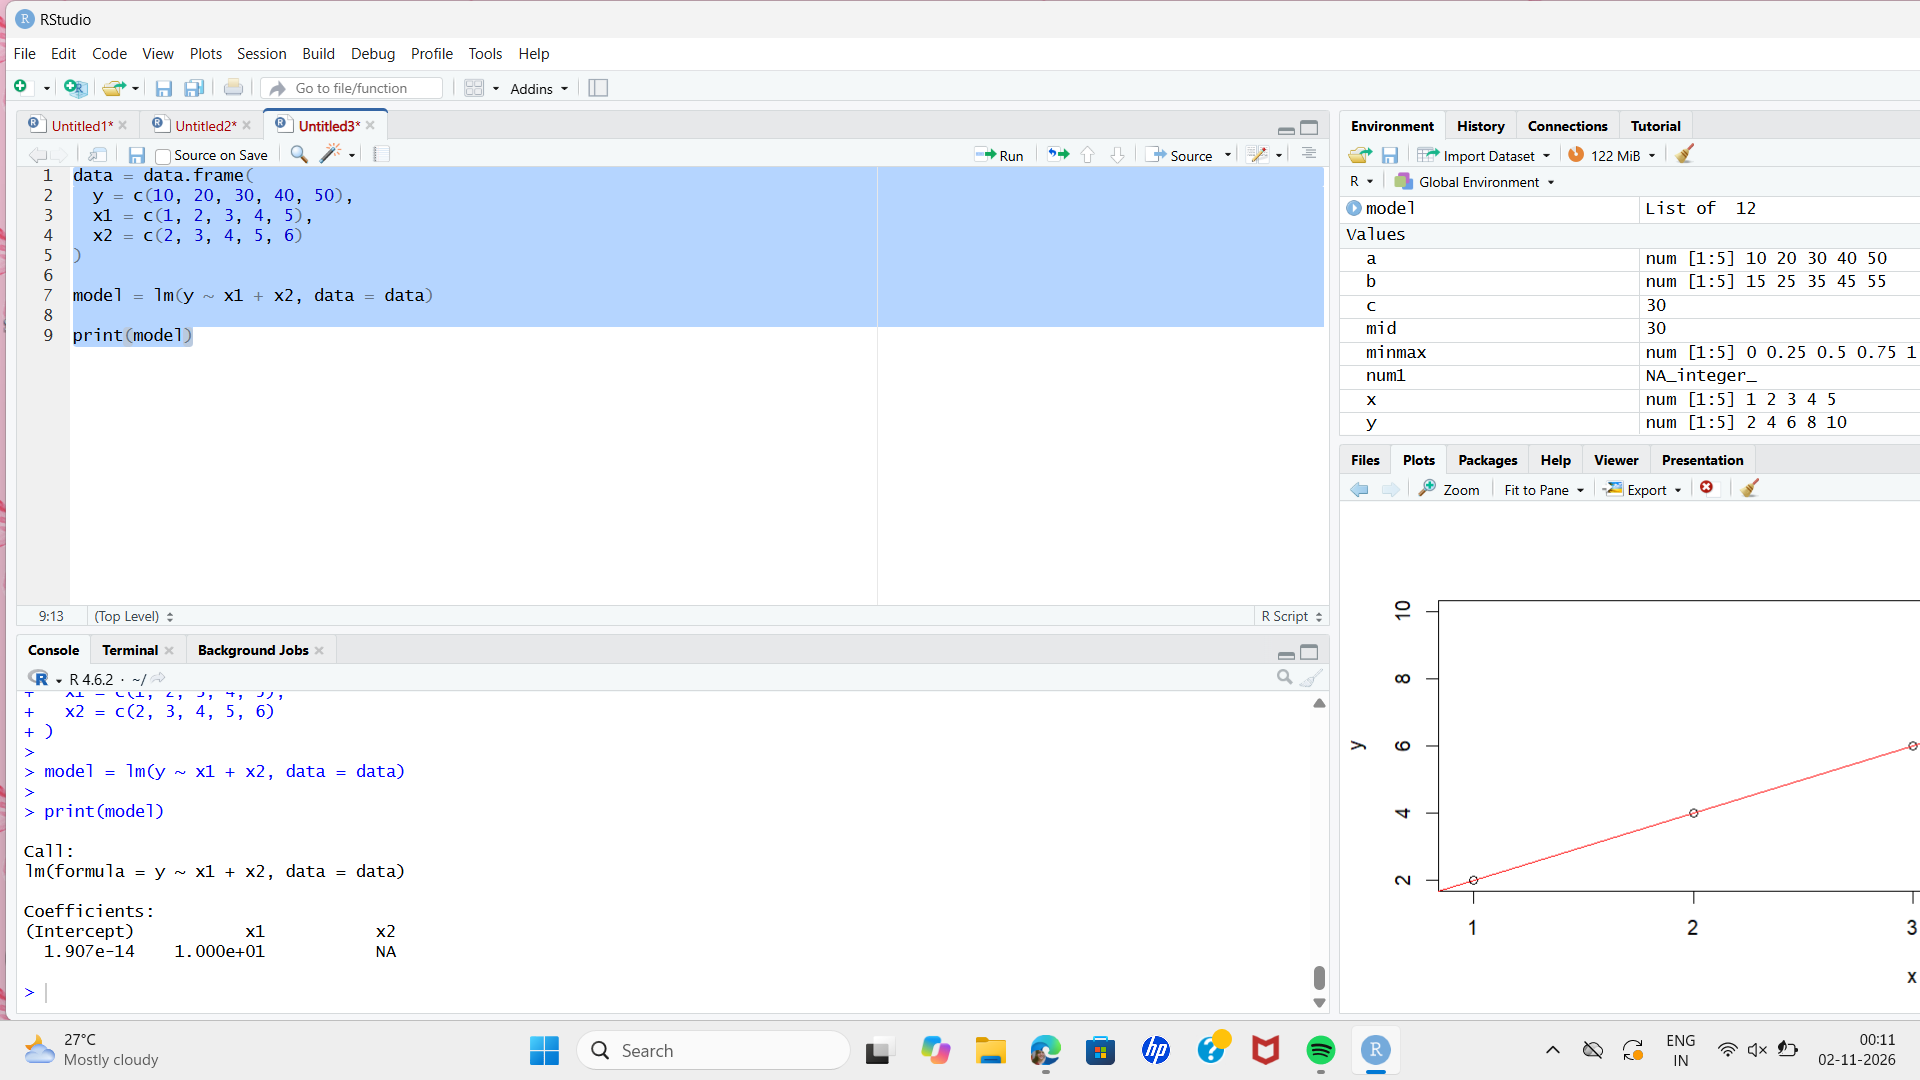 RStudio
File Edit Code View Plots Session Build Debug Profile Tools Help
Go to file/function Addins
Untitled1* Untitled2* Untitled3*
Source on Save Run Source
1 data = data.frame(
2 y = c(10, 20, 30, 40, 50),
3 x1 = c(1, 2, 3, 4, 5),
4 x2 = c(2, 3, 4, 5, 6)
5 )
6
7 model = lm(y ~ x1 + x2, data = data)
8
9 print(model)
9:13 (Top Level) R Script
Console Terminal Background Jobs
R 4.6.2 · ~/
+ x1 = c(1, 2, 3, 4, 5),
+ x2 = c(2, 3, 4, 5, 6)
+ )
>
> model = lm(y ~ x1 + x2, data = data)
>
> print(model)
Call:
lm(formula = y ~ x1 + x2, data = data)
Coefficients:
(Intercept) x1 x2
1.907e-14 1.000e+01 NA
>
Environment History Connections Tutorial
Import Dataset 122 MiB
R Global Environment
model List of 12
Values
a num [1:5] 10 20 30 40 50
b num [1:5] 15 25 35 45 55
c 30
mid 30
minmax num [1:5] 0 0.25 0.5 0.75 1
num1 NA_integer_
x num [1:5] 1 2 3 4 5
y num [1:5] 2 4 6 8 10
Files Plots Packages Help Viewer Presentation
Zoom Fit to Pane Export
10
8
6
4
2
y
1 2 3
x
27°C
Mostly cloudy
Search
hp
ENG
IN
00:11
02-11-2026